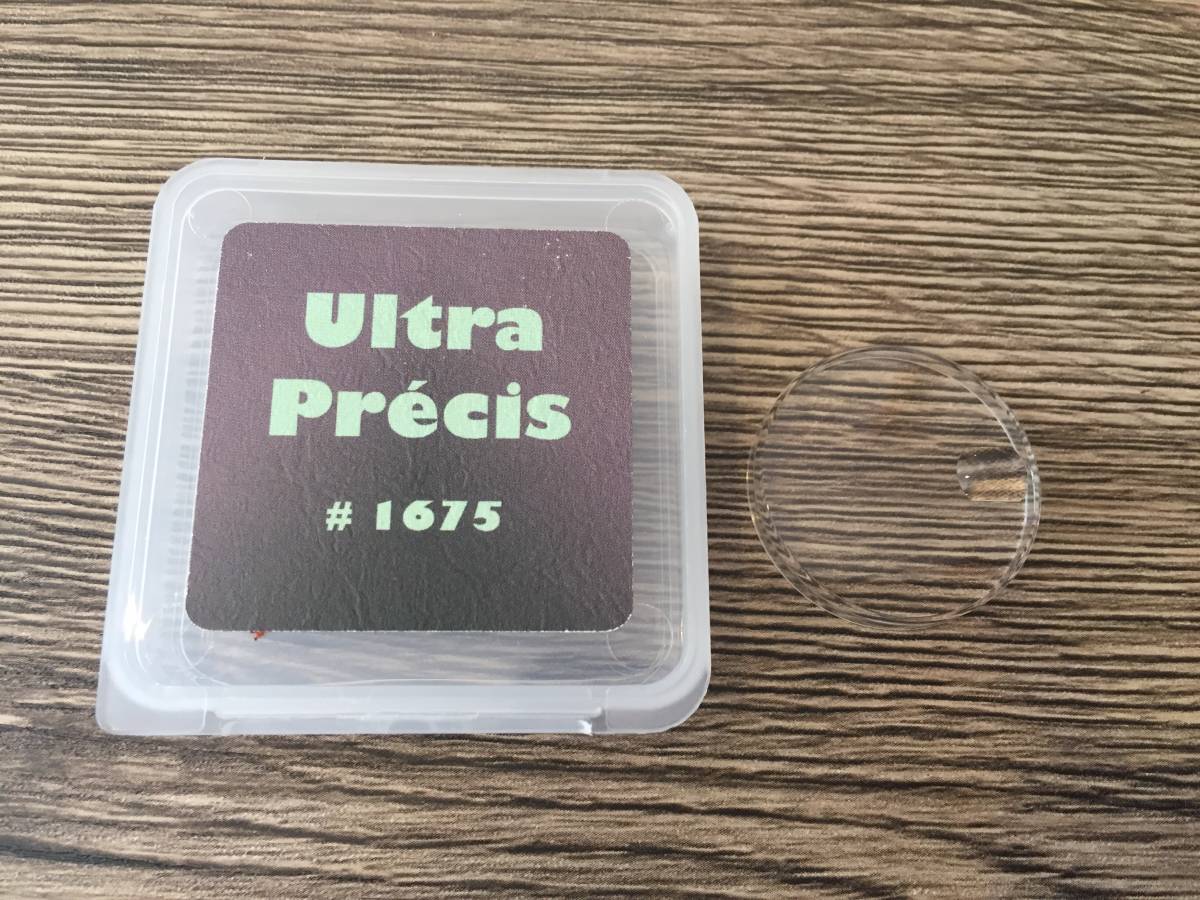 Ultra
Précis
# 1675